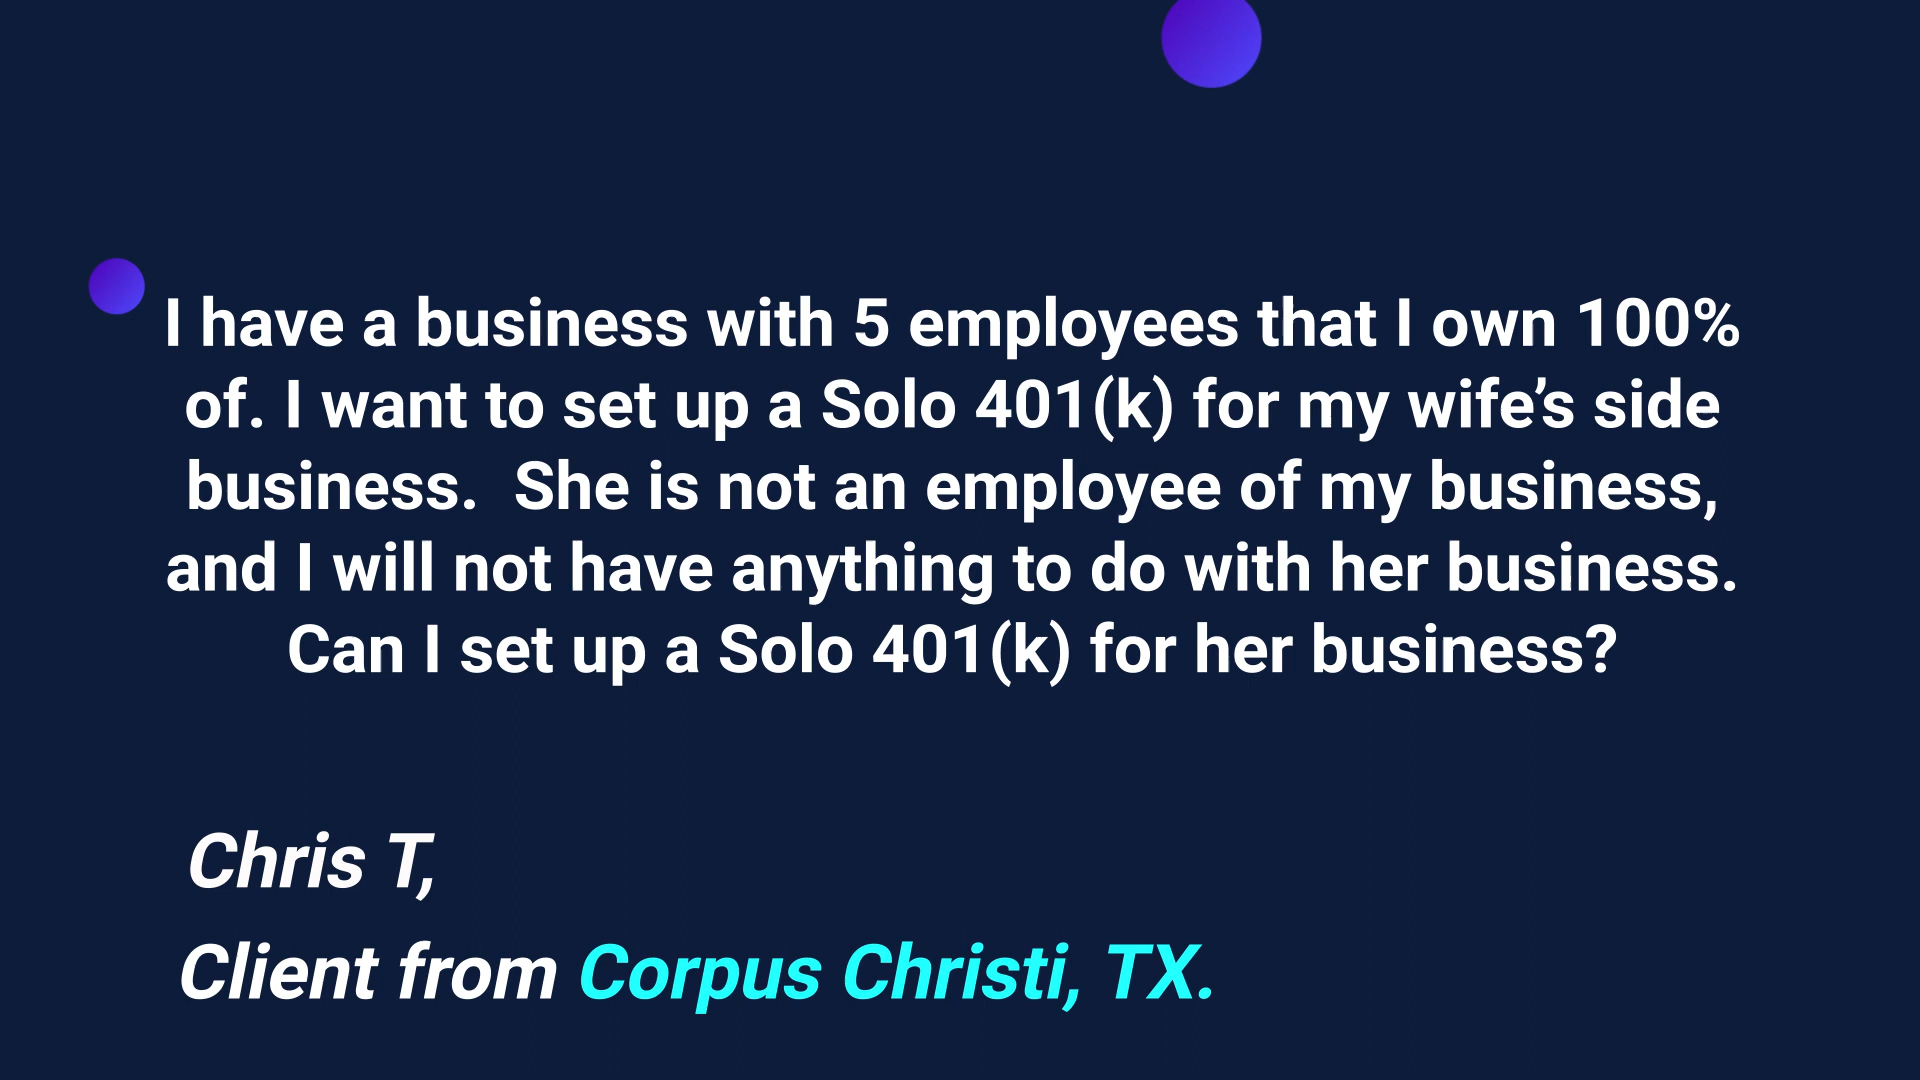 I have a business with 5 employees that I own 100%
of. I want to set up a Solo 401(k) for my wife’s side
business.  She is not an employee of my business,
and I will not have anything to do with her business.
Can I set up a Solo 401(k) for her business?
Chris T,
Client from Corpus Christi, TX.